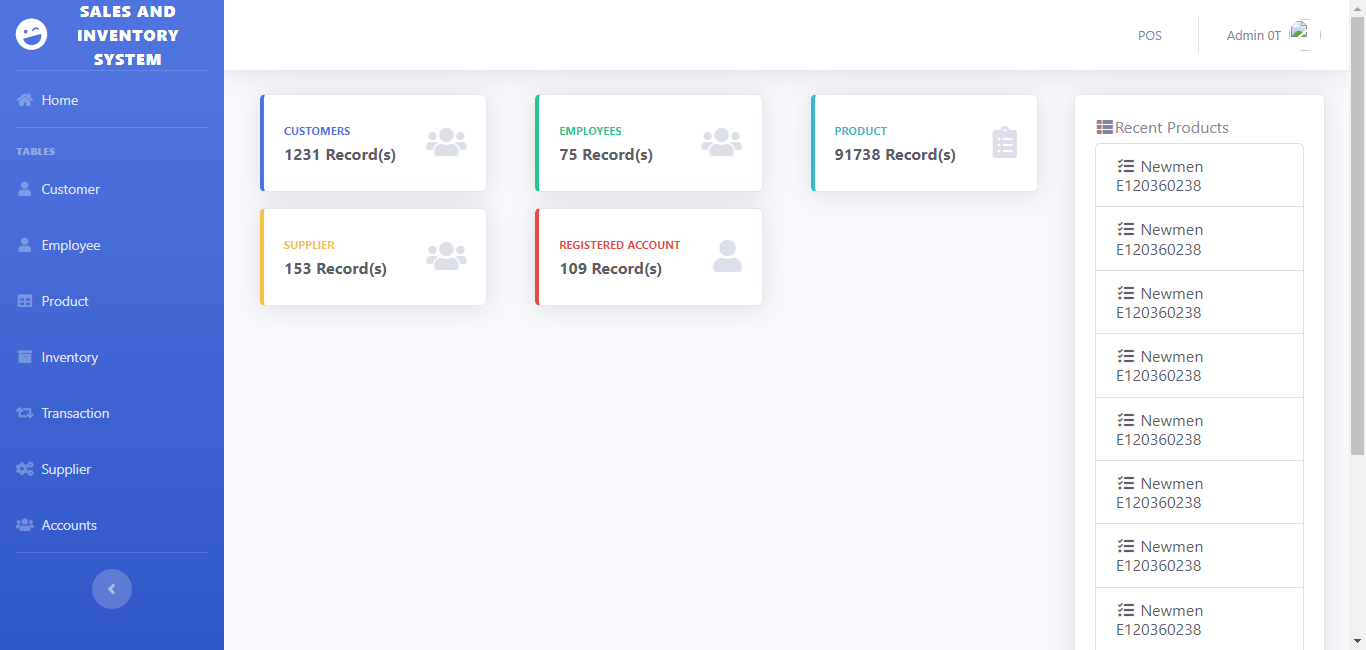 SALES AND
INVENTORY
SYSTEM
POS
Admin 0T
Home
TABLES
Customer
Employee
Product
Inventory
Transaction
Supplier
Accounts
CUSTOMERS
1231 Record(s)
EMPLOYEES
75 Record(s)
PRODUCT
91738 Record(s)
SUPPLIER
153 Record(s)
REGISTERED ACCOUNT
109 Record(s)
Recent Products
Newmen
E120360238
Newmen
E120360238
Newmen
E120360238
Newmen
E120360238
Newmen
E120360238
Newmen
E120360238
Newmen
E120360238
Newmen
E120360238